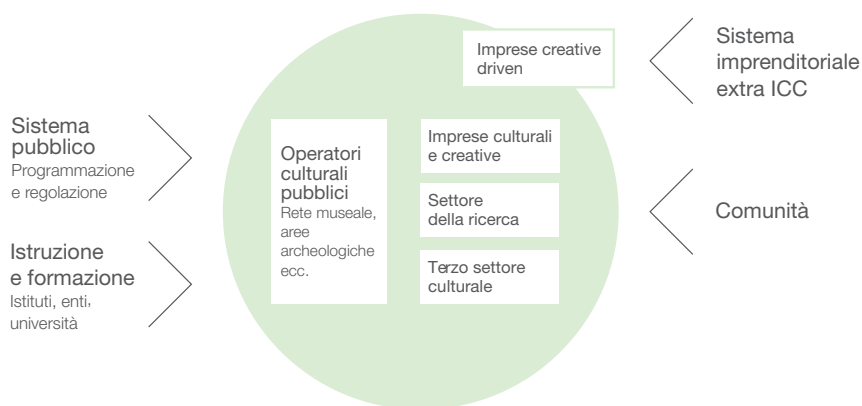 Imprese creative
driven
Sistema
imprenditoriale
extra ICC
Sistema
pubblico
Programmazione
e regolazione
Operatori
culturali
pubblici
Rete museale,
aree
archeologiche
ecc.
Imprese culturali
e creative
Settore
della ricerca
Terzo settore
culturale
Comunità
Istruzione
e formazione
Istituti, enti,
università